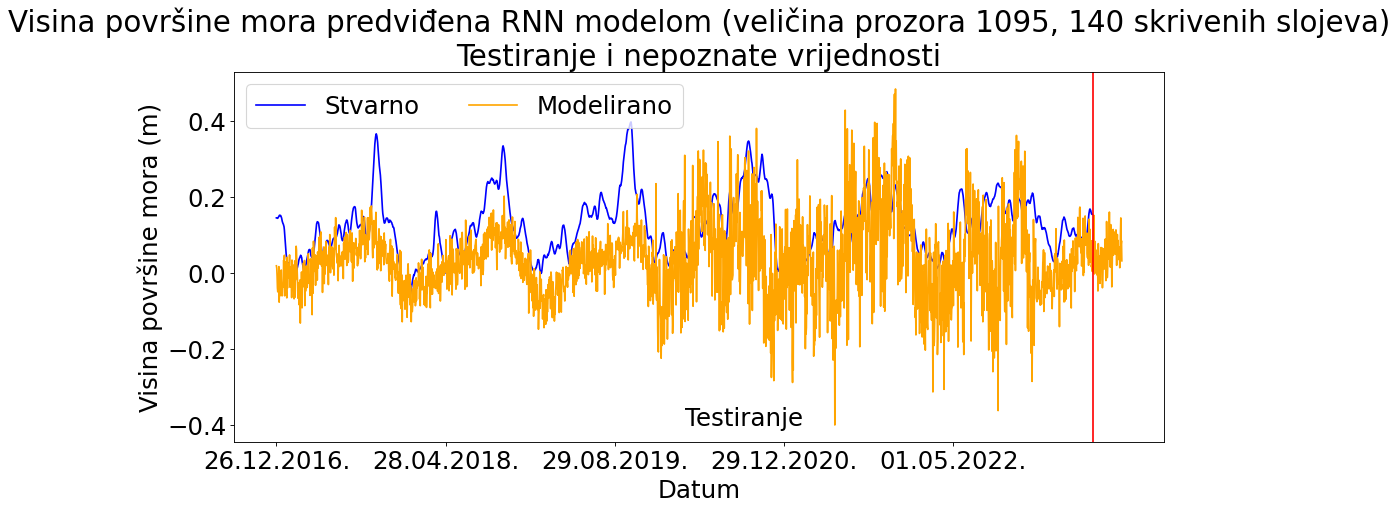 Visina površine mora predviđena RNN modelom (veličina prozora 1095, 140 skrivenih slojeva)
Testiranje i nepoznate vrijednosti
Stvarno
Modelirano
Visina površine mora (m)
0.4
0.2
0.0
−0.2
−0.4
Testiranje
26.12.2016.
28.04.2018.
29.08.2019.
29.12.2020.
01.05.2022.
Datum